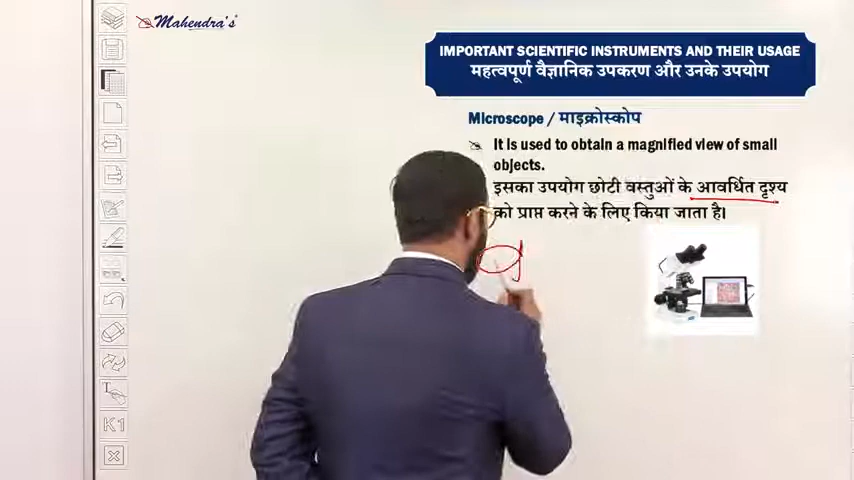 Mahendra's
IMPORTANT SCIENTIFIC INSTRUMENTS AND THEIR USAGE
महत्वपूर्ण वैज्ञानिक उपकरण और उनके उपयोग
Microscope / माइक्रोस्कोप
It is used to obtain a magnified view of small
objects.
इसका उपयोग छोटी वस्तुओं के आवर्धित दृश्य
को प्राप्त करने के लिए किया जाता है।
K1